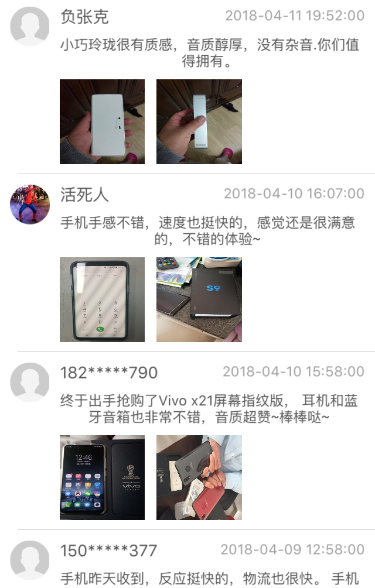 负张克
2018-04-11 19:52:00
小巧玲珑很有质感，音质醇厚，没有杂音.你们值
得拥有。
活死人
2018-04-10 16:07:00
手机手感不错，速度也挺快的，感觉还是很满意
的，不错的体验~
S9
182*****790
2018-04-10 15:58:00
终于出手抢购了Vivo x21屏幕指纹版， 耳机和蓝
牙音箱也非常不错，音质超赞~棒棒哒~
12:46
vivo
150*****377
2018-04-09 12:58:00
手机昨天收到，反应挺快的，物流也很快。 手机